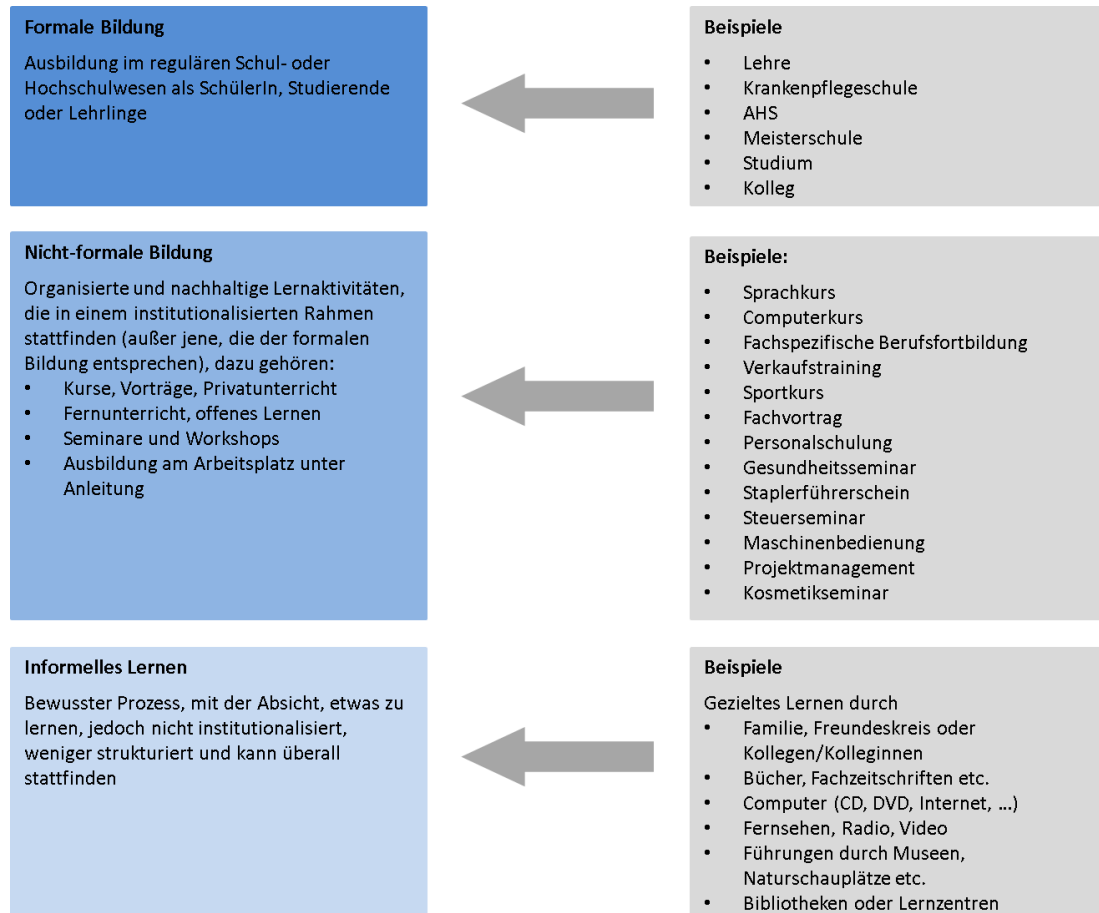 Formale Bildung
Ausbildung im regulären Schul- oder
Hochschulwesen als SchülerIn, Studierende
oder Lehrlinge
Beispiele
• Lehre
• Krankenpflegeschule
• AHS
• Meisterschule
• Studium
• Kolleg
Nicht-formale Bildung
Organisierte und nachhaltige Lernaktivitäten,
die in einem institutionalisierten Rahmen
stattfinden (außer jene, die der formalen
Bildung entsprechen), dazu gehören:
• Kurse, Vorträge, Privatunterricht
• Fernunterricht, offenes Lernen
• Seminare und Workshops
• Ausbildung am Arbeitsplatz unter
Anleitung
Beispiele:
• Sprachkurs
• Computerkurs
• Fachspezifische Berufsfortbildung
• Verkaufstraining
• Sportkurs
• Fachvortrag
• Personalschulung
• Gesundheitsseminar
• Staplerführerschein
• Steuerseminar
• Maschinenbedienung
• Projektmanagement
• Kosmetikseminar
Informelles Lernen
Bewusster Prozess, mit der Absicht, etwas zu
lernen, jedoch nicht institutionalisiert,
weniger strukturiert und kann überall
stattfinden
Beispiele
Gezieltes Lernen durch
• Familie, Freundeskreis oder
Kollegen/Kolleginnen
• Bücher, Fachzeitschriften etc.
• Computer (CD, DVD, Internet, ...)
• Fernsehen, Radio, Video
• Führungen durch Museen,
Naturschauplätze etc.
• Bibliotheken oder Lernzentren